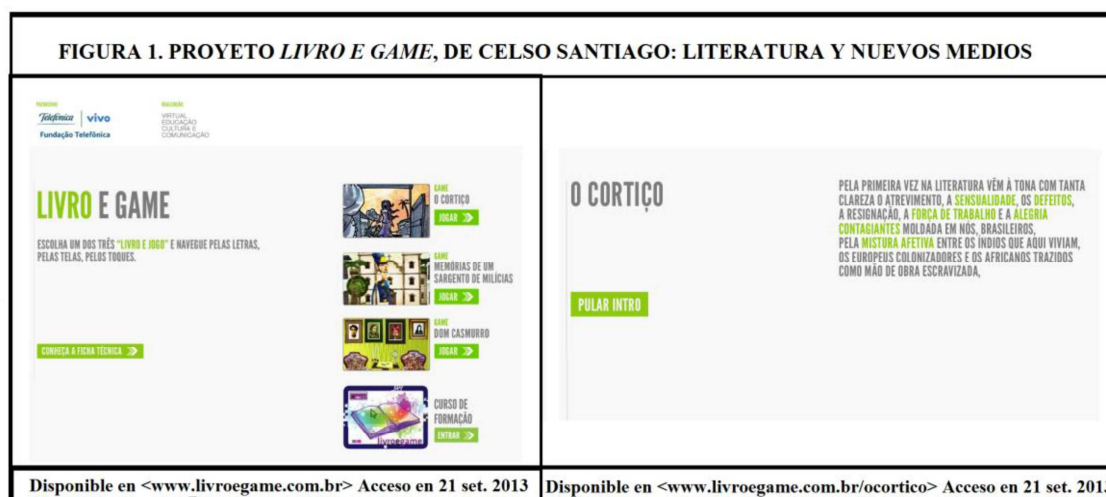 FIGURA 1. PROYETO LIVRO E GAME, DE CELSO SANTIAGO: LITERATURA Y NUEVOS MEDIOS
Telefónica | vivo
Fundação Telefônica
VIRTUAL
EDUCAÇÃO
CULTURA E
COMUNICAÇÃO
LIVRO E GAME
ESCOLHA UM DOS TRÊS "LIVRO E JOGO" E NAVEGUE PELAS LETRAS,
PELAS TELAS, PELOS TOQUES.
CONHEÇA A FICHA TÉCNICA
GAME
O CORTIÇO
JOGAR
GAME
MEMÓRIAS DE UM
SARGENTO DE MILÍCIAS
JOGAR
GAME
DOM CASMURRO
JOGAR
livroegame
CURSO DE
FORMAÇÃO
ENTRAR
O CORTIÇO
PULAR INTRO
PELA PRIMEIRA VEZ NA LITERATURA VÊM À TONA COM TANTA
CLAREZA O ATREVIMENTO, A SENSUALIDADE, OS DEFEITOS,
A RESIGNAÇÃO, A FORÇA DE TRABALHO E A ALEGRIA
CONTAGIANTES MOLDADA EM NÓS, BRASILEIROS,
PELA MISTURA AFETIVA ENTRE OS ÍNDIOS QUE AQUI VIVIAM,
OS EUROPEUS COLONIZADORES E OS AFRICANOS TRAZIDOS
COMO MÃO DE OBRA ESCRAVIZADA,
Disponible en <www.livroegame.com.br> Acceso en 21 set. 2013
Disponible en <www.livroegame.com.br/ocortico> Acceso en 21 set.